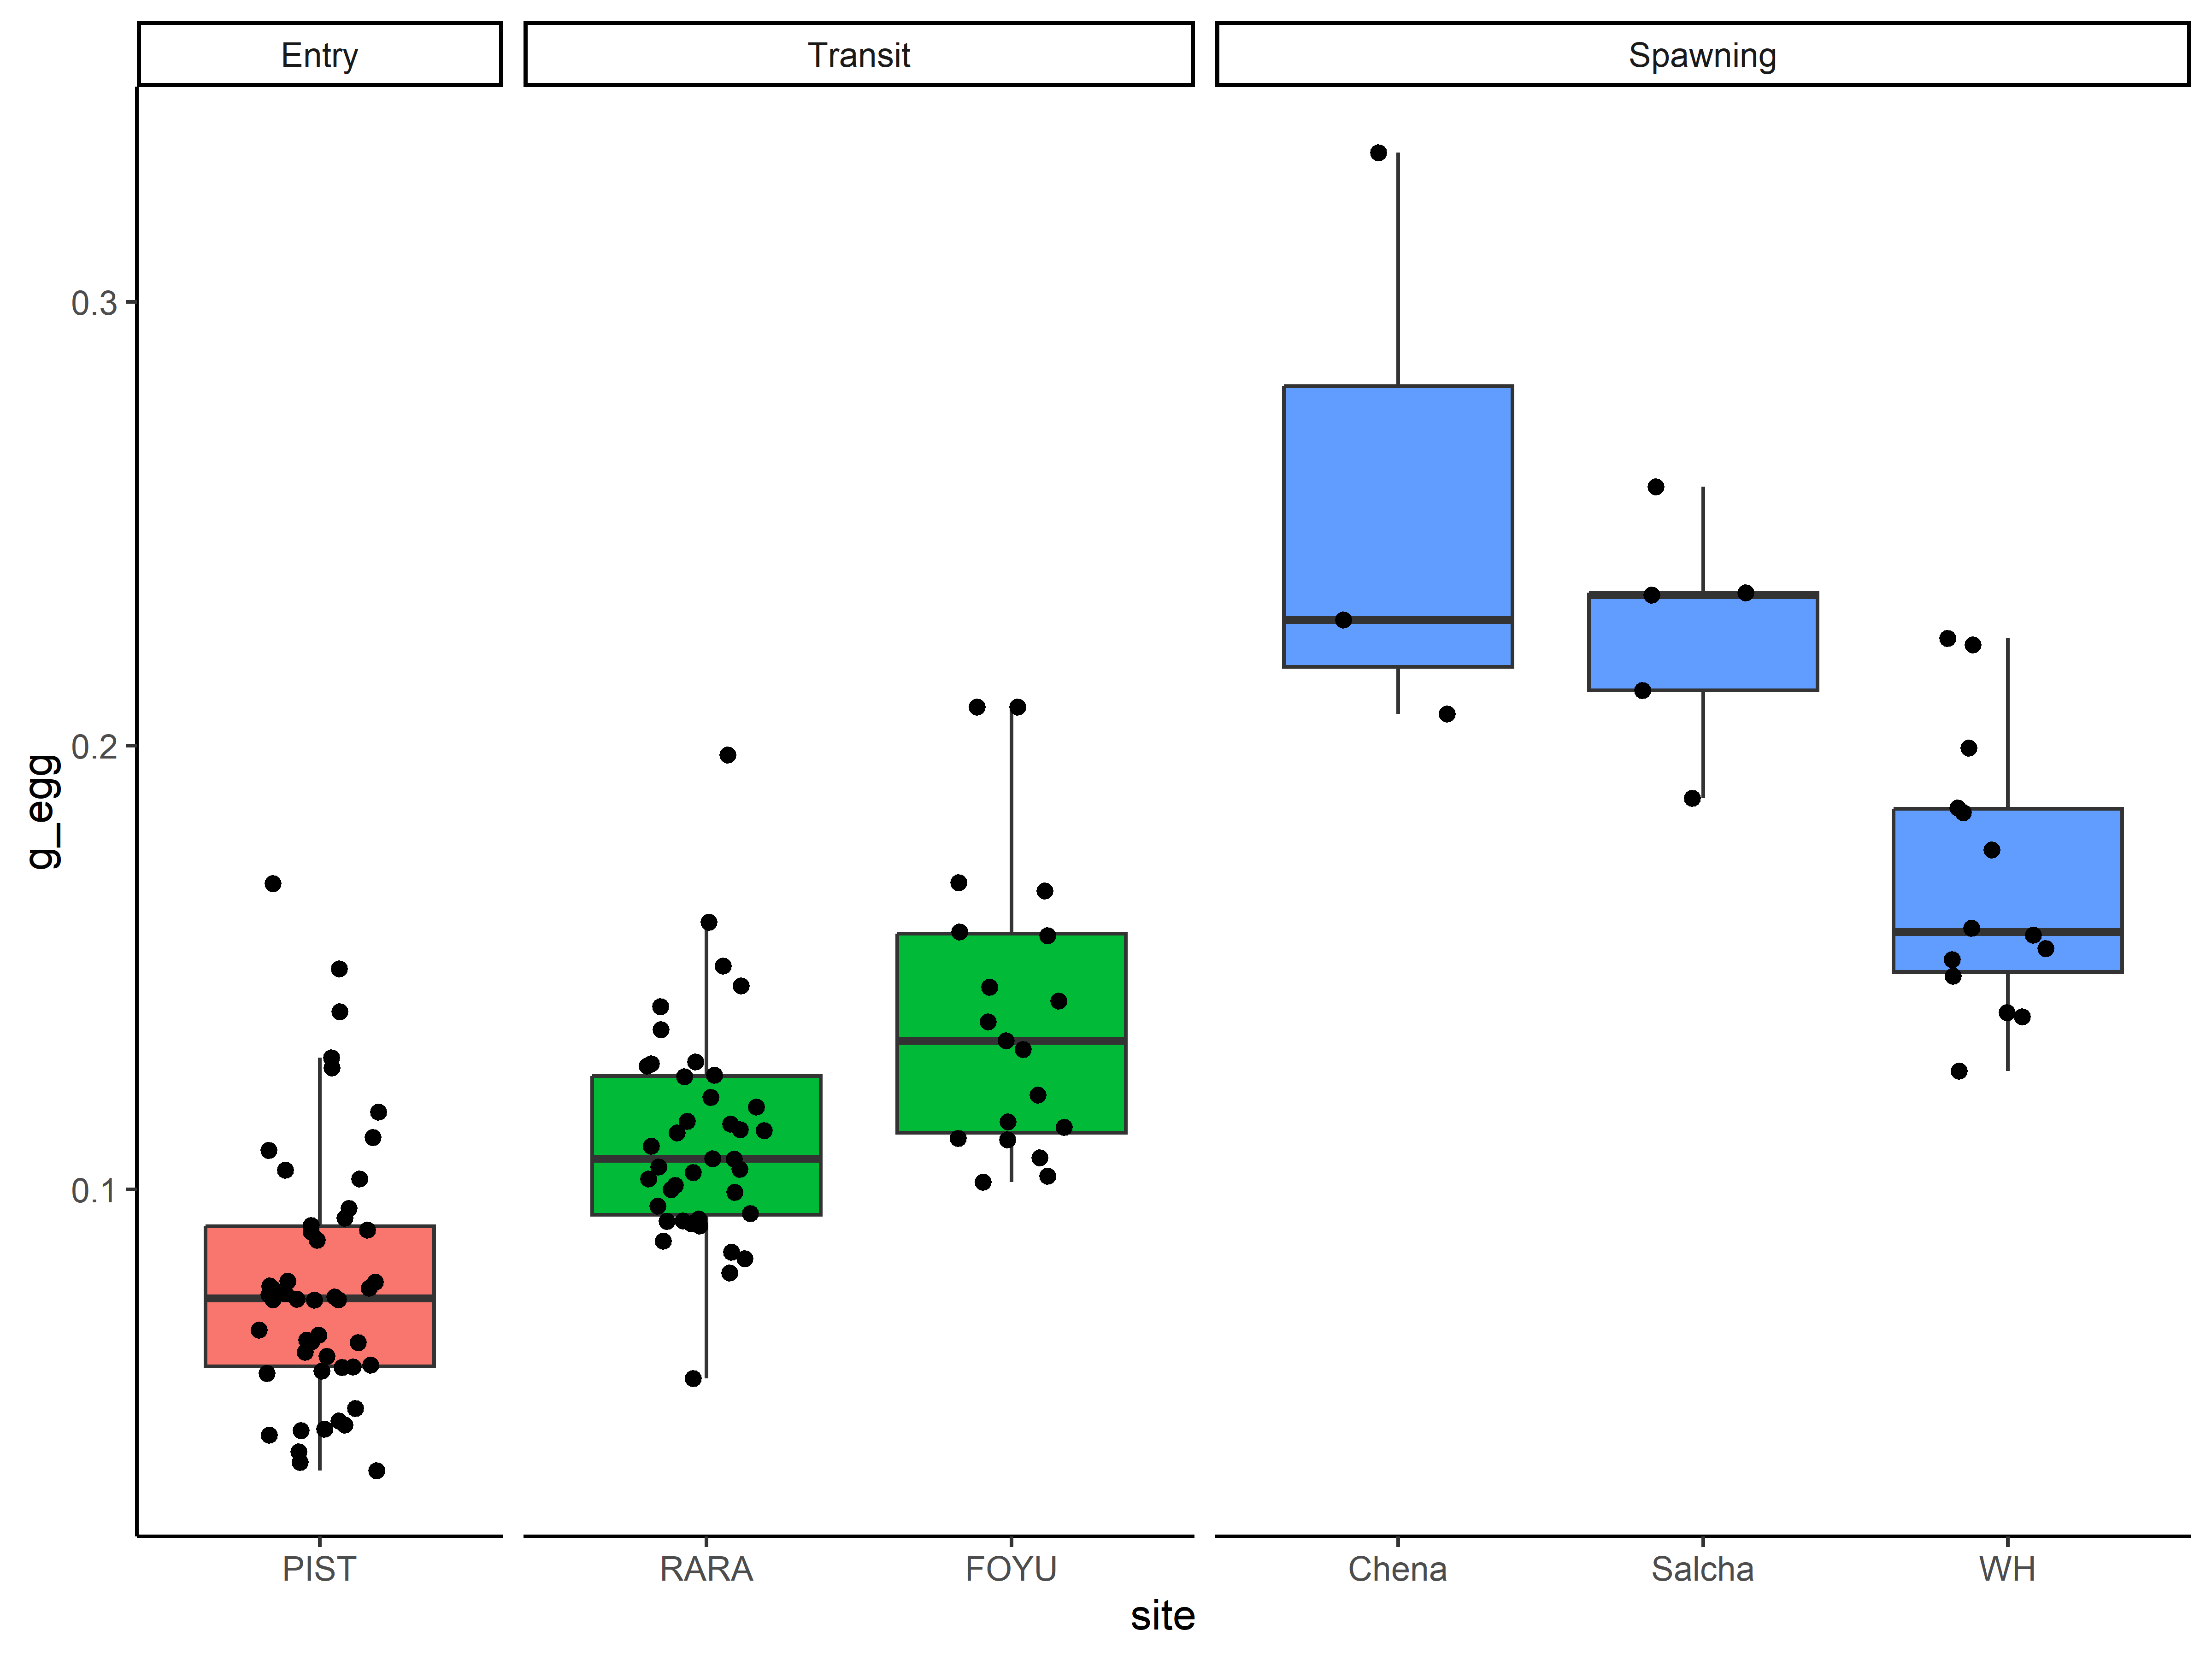 Entry Transit Spawning
0.3
0.2
0.1
g_egg
PIST RARA FOYU Chena Salcha WH
site